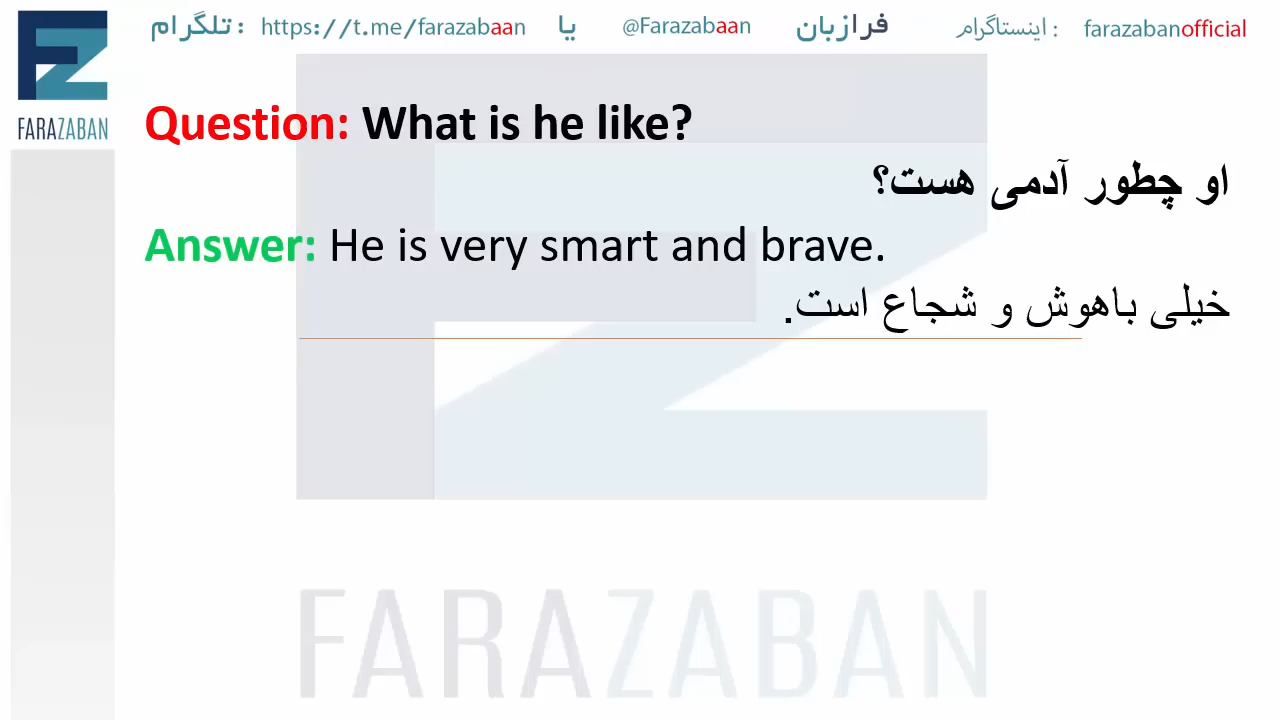 تلگرام : https://t.me/farazabaan یا @Farazabaan فرازبان اینستاگرام : farazabanofficial
FARAZABAN
Question: What is he like?
او چطور آدمی هست؟
Answer: He is very smart and brave.
خیلی باهوش و شجاع است.
FARAZABAN